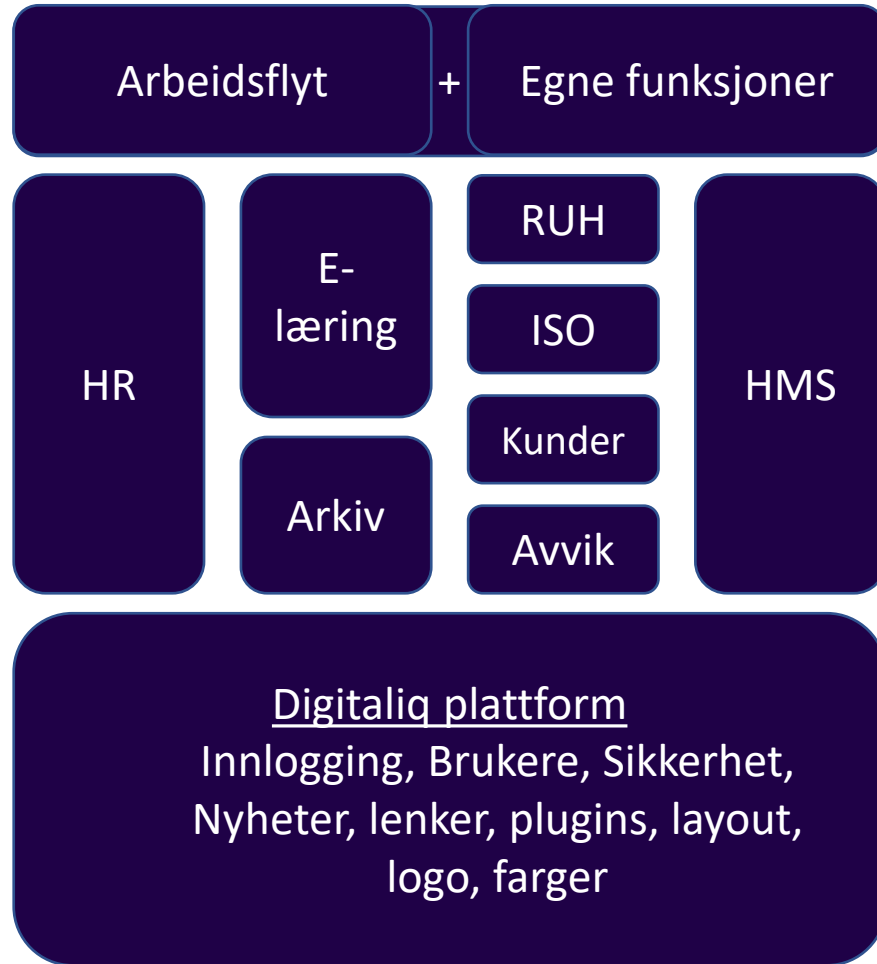 Arbeidsflyt + Egne funksjoner
HR
E-
læring
Arkiv
RUH
ISO
Kunder
Avvik
HMS
Digitaliq plattform
Innlogging, Brukere, Sikkerhet,
Nyheter, lenker, plugins, layout,
logo, farger